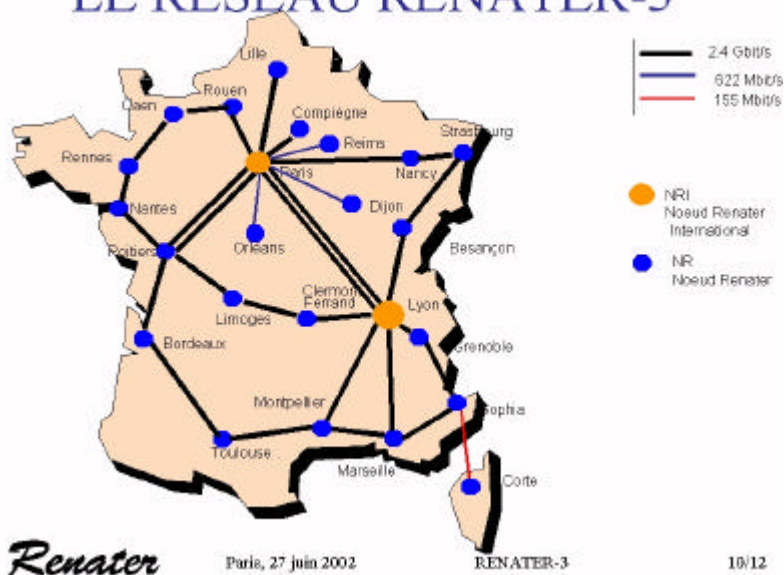 LE RESEAU RENATER-3
Lille
2.4 Gbit/s
622 Mbit/s
155 Mbit/s
Rouen
Caen
Compiègne
Strasbourg
Reims
Rennes
Paris
Nancy
NRI
Noeud Renater
International
Nantes
Dijon
Orléans
Poitiers
Besançon
NR
Noeud Renater
Clermont
Ferrand
Lyon
Limoges
Bordeaux
Grenoble
Montpellier
Sophia
Toulouse
Marseille
Corte
Renater
Paris, 27 juin 2002
RENATER-3
10/12